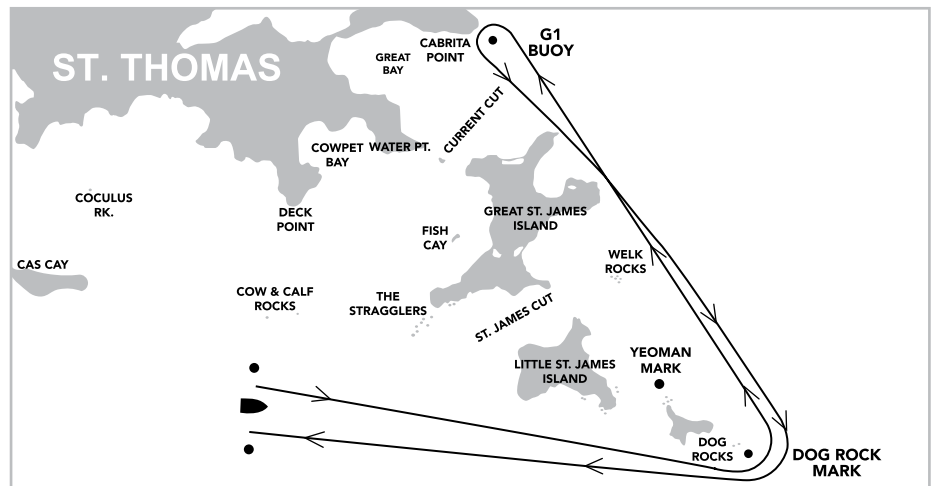 G1
BUOY
CABRITA
POINT
GREAT
BAY
ST. THOMAS
CURRENT CUT
COWPET
BAY
WATER PT.
COCULUS
RK.
DECK
POINT
GREAT ST. JAMES
ISLAND
FISH
CAY
WELK
ROCKS
CAS CAY
COW & CALF
ROCKS
THE
STRAGGLERS
ST. JAMES CUT
LITTLE ST. JAMES
ISLAND
YEOMAN
MARK
DOG
ROCKS
DOG ROCK
MARK